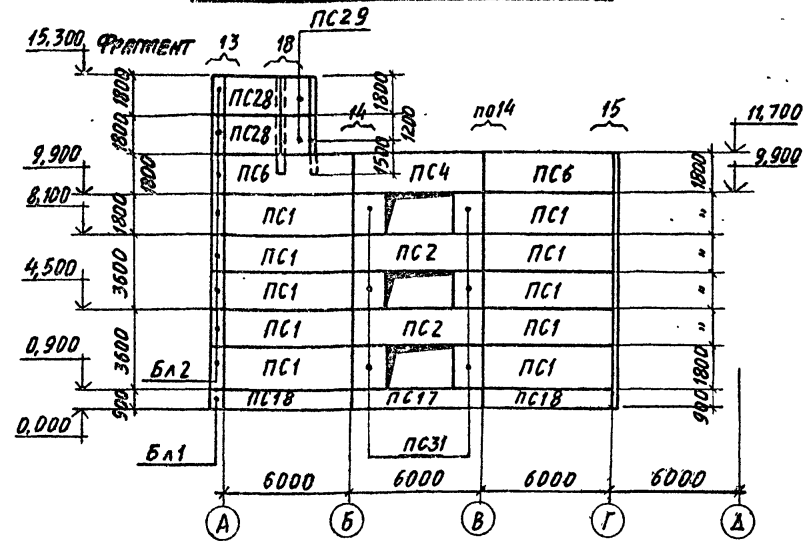 ПС29
15,300 ФРАГМЕНТ 13 18
1800 ПС28 1800
14 по14 15 11,700
1800 ПС28 1200
9,900 1800 ПС6 1500 ПС4 ПС6 1800 9,900
8,100
1800 ПС1 ПС1 "
ПС1 ПС2 ПС1 "
4,500 3600 ПС1 ПС1 "
ПС1 ПС2 ПС1 "
0,900 3600 Бл2 ПС1 ПС1 1800
900 ПС18 ПС17 ПС18 900
0,000
Бл1 ПС31
6000 6000 6000 6000
А Б В Г Д